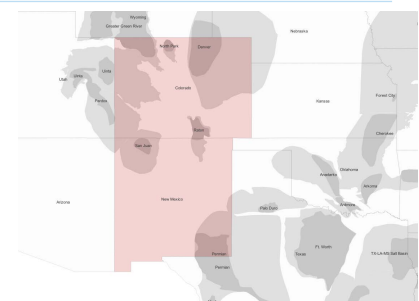 Wyoming
Greater Green River
Nebraska
North Park
Denver
Utah
Uinta
Uinta
Colorado
Paradox
Kansas
Forest City
Raton
Cherokee
San Juan
Oklahoma
Anadarko
Arkoma
Arizona
New Mexico
Palo Duro
Ardmore
Permian
Texas
Ft. Worth
TX-LA-MS Salt Basin
Permian